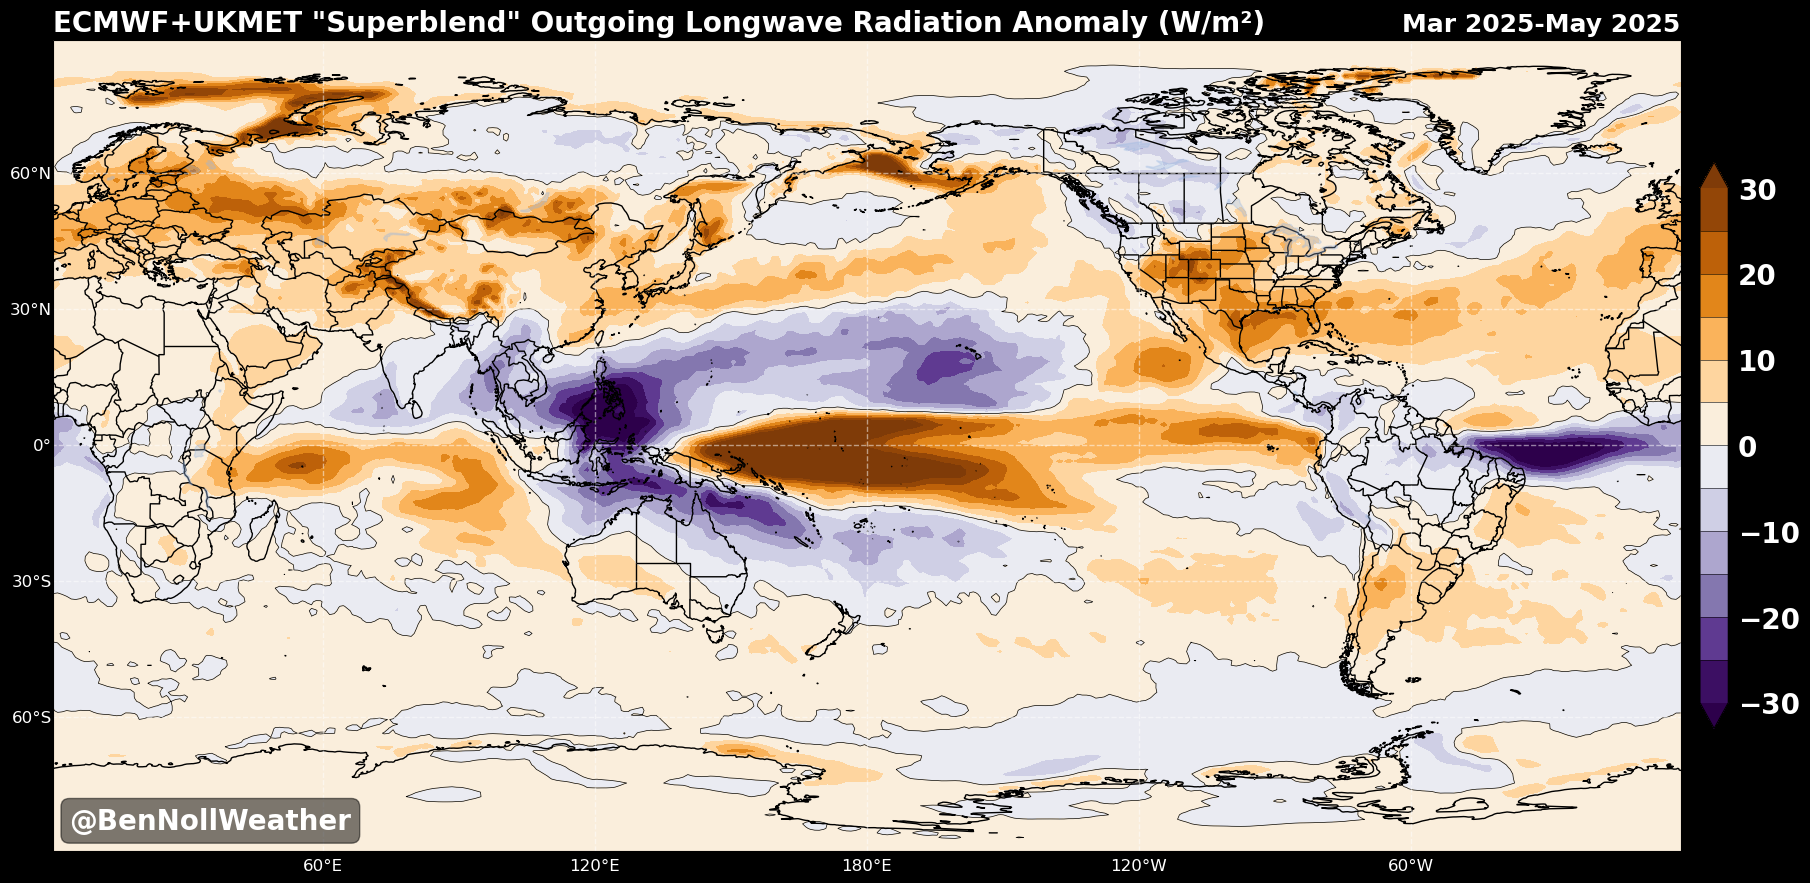 ECMWF+UKMET "Superblend" Outgoing Longwave Radiation Anomaly (W/m²) Mar 2025-May 2025
60°N
30°N
0°
30°S
60°S
60°E 120°E 180°E 120°W 60°W
30
20
10
0
−10
−20
−30
@BenNollWeather